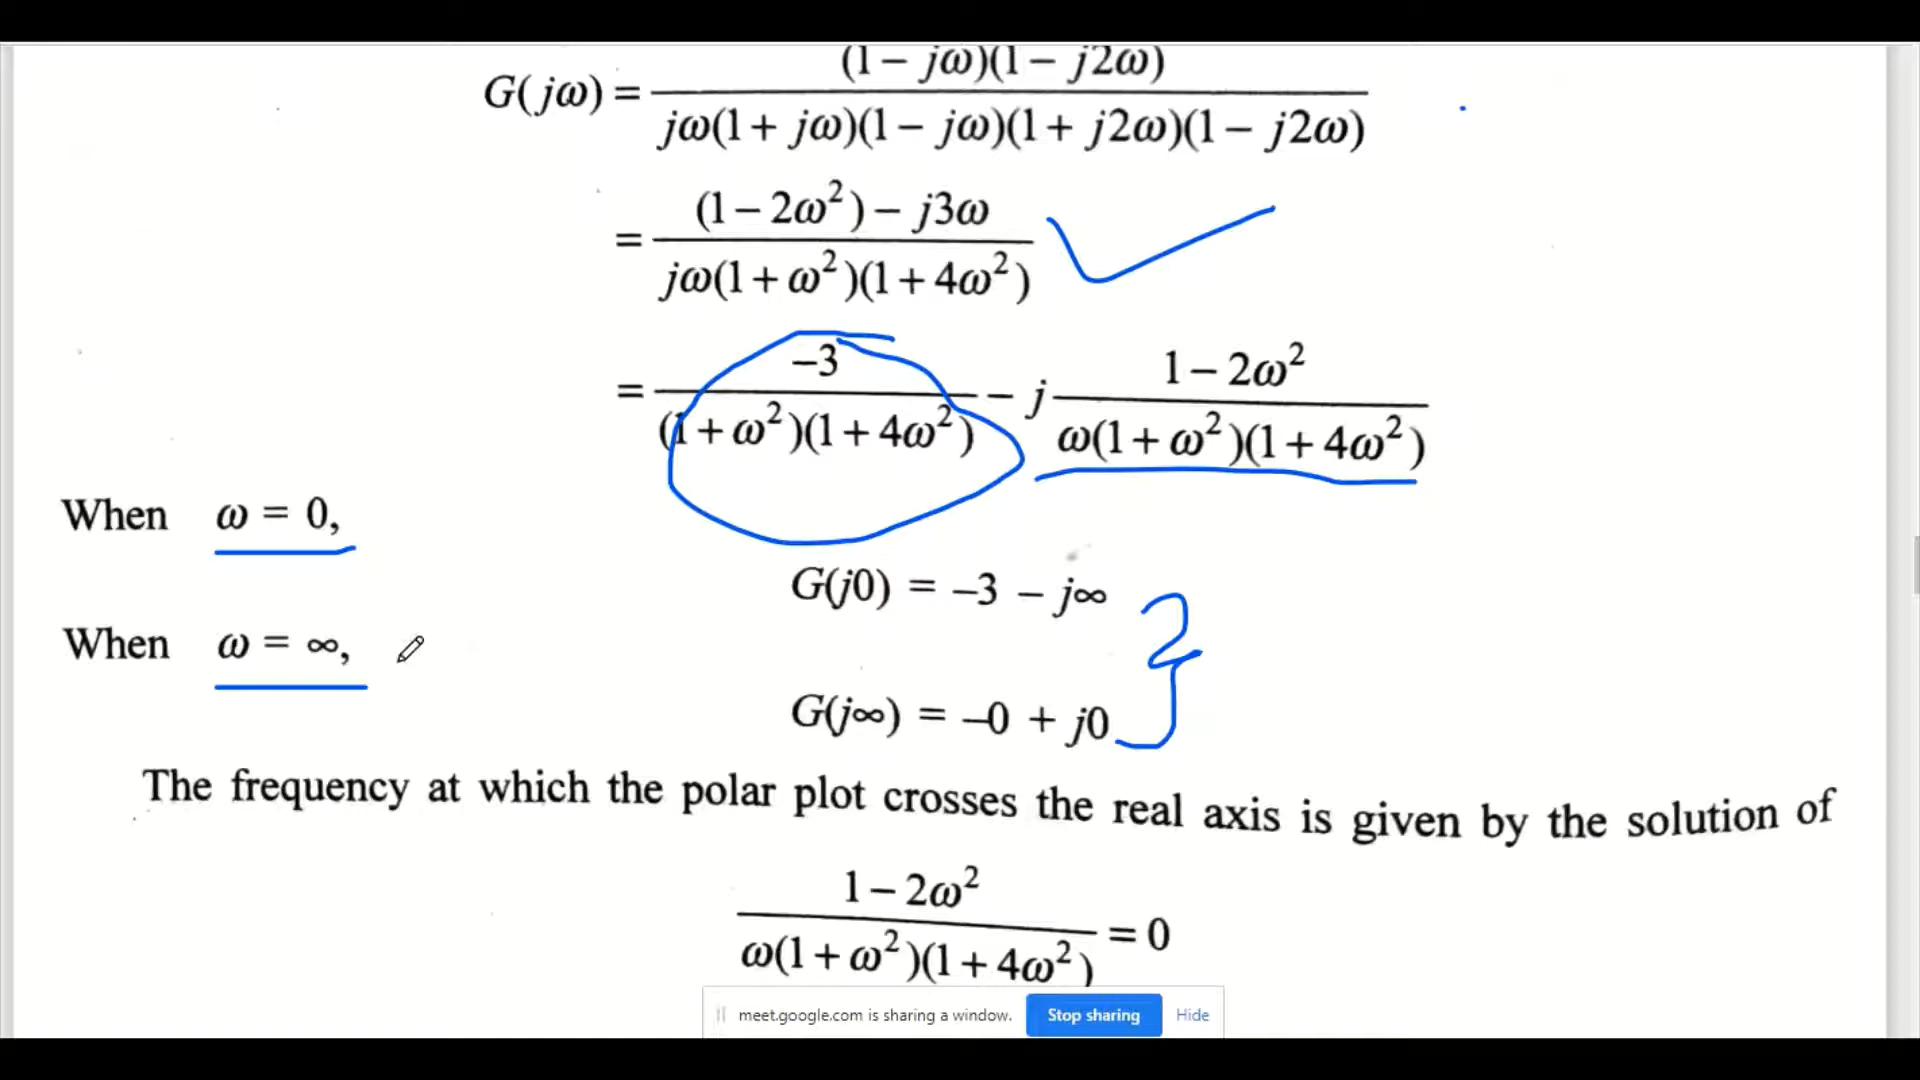 (1 − jω)(1 − j2ω)
G(jω) =
jω(1 + jω)(1 − jω)(1 + j2ω)(1 − j2ω)
(1 − 2ω²) − j3ω
=
jω(1 + ω²)(1 + 4ω²)
−3
1 − 2ω²
= − j
(1 + ω²)(1 + 4ω²)
ω(1 + ω²)(1 + 4ω²)
When ω = 0,
G(j0) = −3 − j∞
When ω = ∞,
G(j∞) = −0 + j0
The frequency at which the polar plot crosses the real axis is given by the solution of
1 − 2ω²
= 0
ω(1 + ω²)(1 + 4ω²)
meet.google.com is sharing a window. Stop sharing Hide